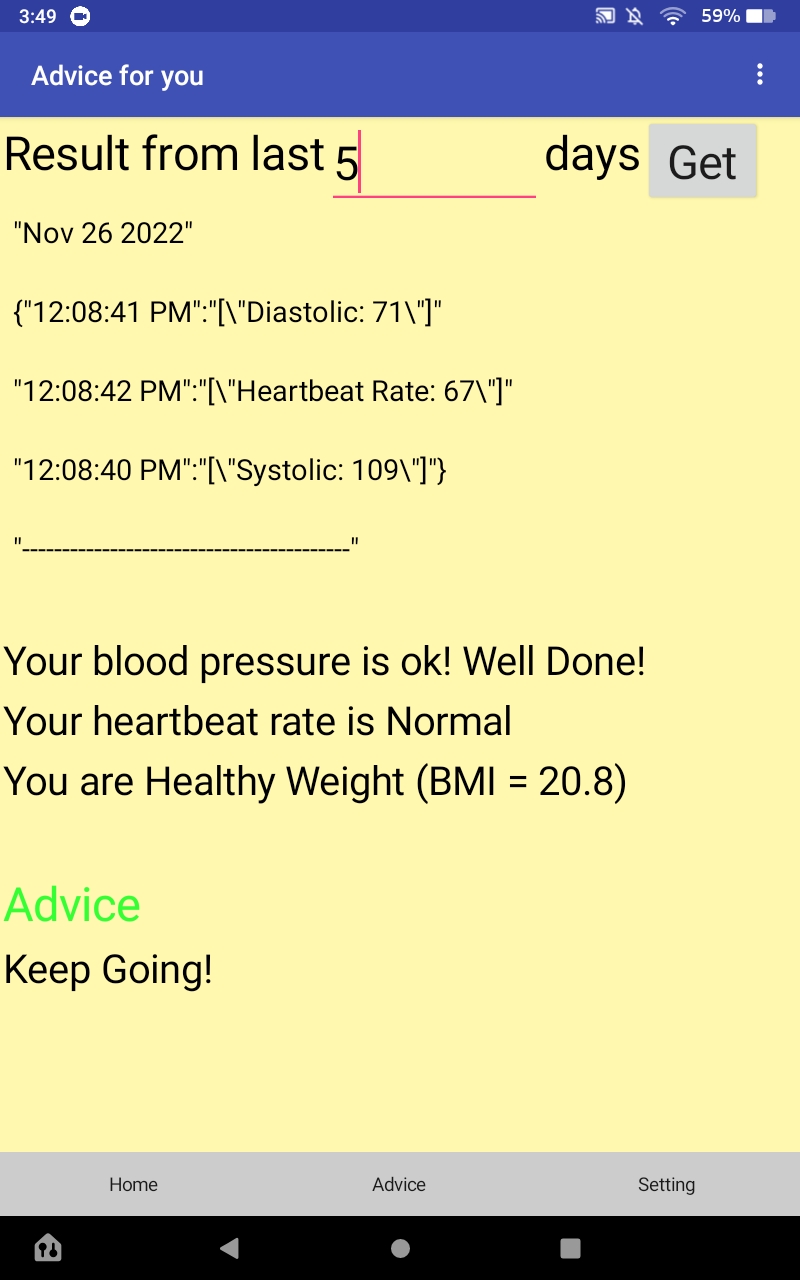 3:49 59%
Advice for you
Result from last 5 days Get
"Nov 26 2022"
{"12:08:41 PM":"[\"Diastolic: 71\"]"
"12:08:42 PM":"[\"Heartbeat Rate: 67\"]"
"12:08:40 PM":"[\"Systolic: 109\"]"}
"-----------------------------------------"
Your blood pressure is ok! Well Done!
Your heartbeat rate is Normal
You are Healthy Weight (BMI = 20.8)
Advice
Keep Going!
Home Advice Setting